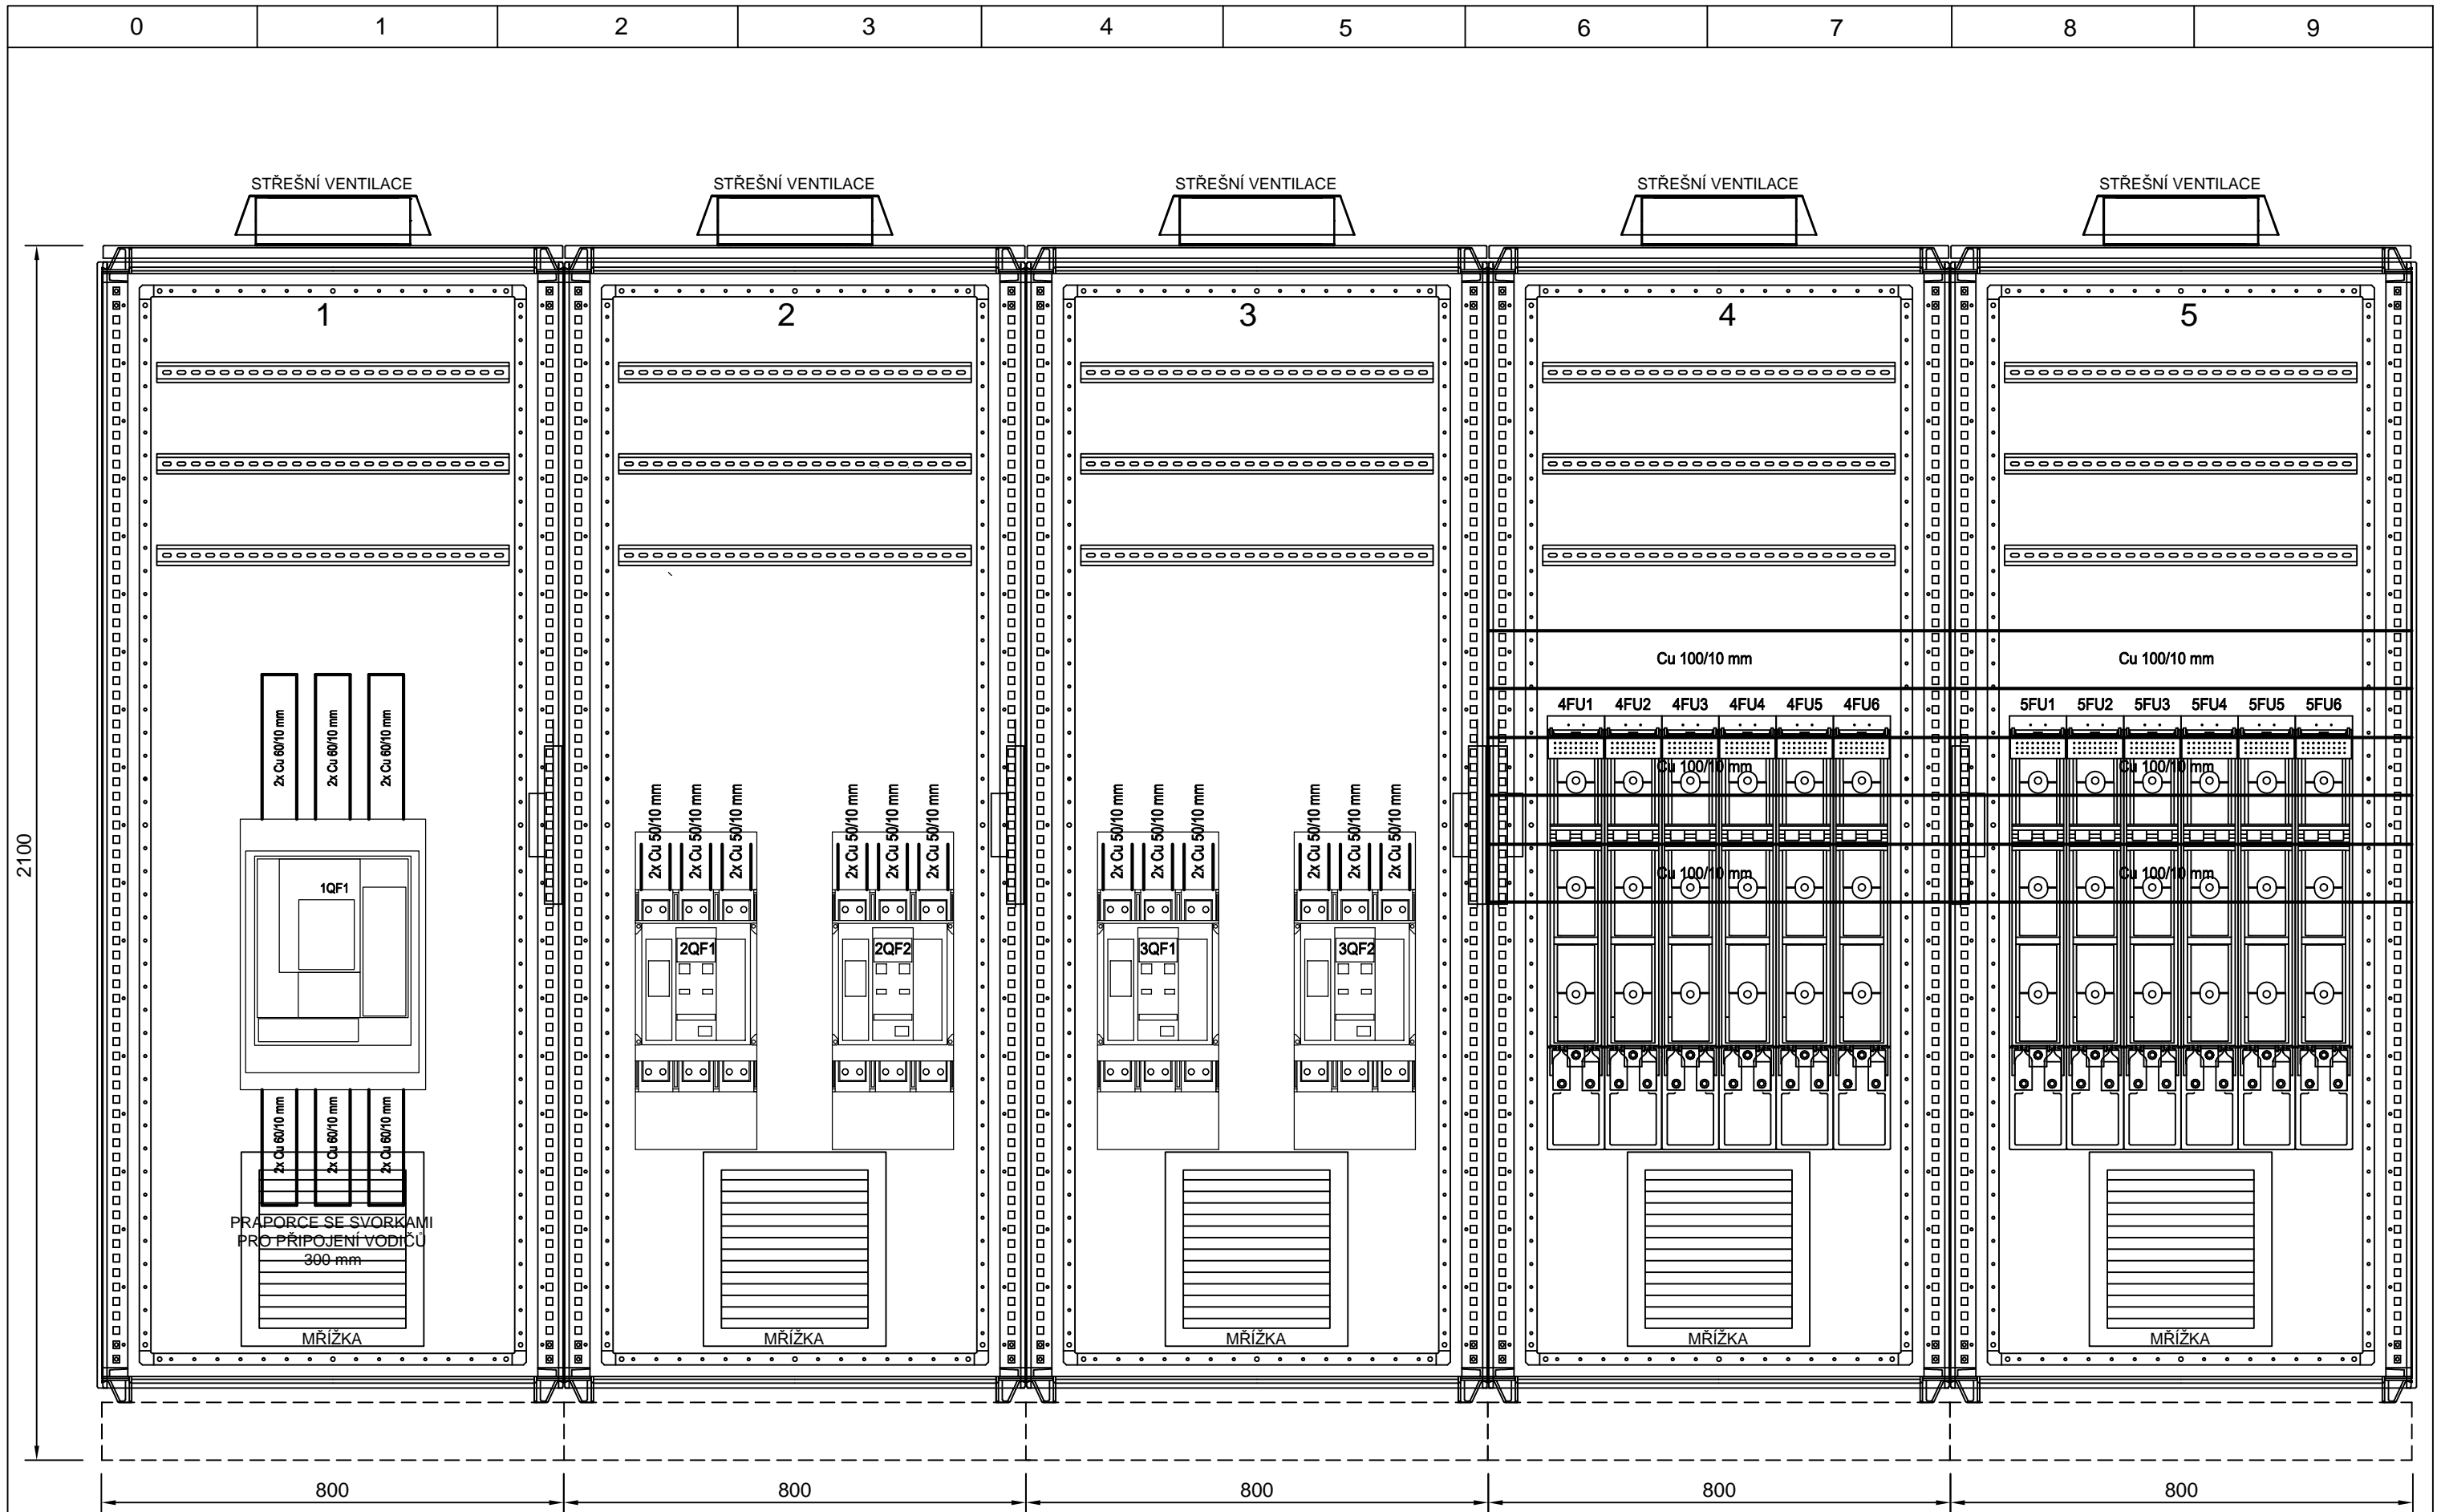 0 1 2 3 4 5 6 7 8 9
STŘEŠNÍ VENTILACE STŘEŠNÍ VENTILACE STŘEŠNÍ VENTILACE STŘEŠNÍ VENTILACE STŘEŠNÍ VENTILACE
1 2 3 4 5
Cu 100/10 mm Cu 100/10 mm
4FU1 4FU2 4FU3 4FU4 4FU5 4FU6 5FU1 5FU2 5FU3 5FU4 5FU5 5FU6
2x Cu 60/10 mm 2x Cu 60/10 mm 2x Cu 60/10 mm
Cu 100/10 mm Cu 100/10 mm
2x Cu 50/10 mm 2x Cu 50/10 mm 2x Cu 50/10 mm 2x Cu 50/10 mm 2x Cu 50/10 mm 2x Cu 50/10 mm 2x Cu 50/10 mm 2x Cu 50/10 mm 2x Cu 50/10 mm 2x Cu 50/10 mm 2x Cu 50/10 mm 2x Cu 50/10 mm
2100
Cu 100/10 mm Cu 100/10 mm
1QF1
2QF1 2QF2 3QF1 3QF2
2x Cu 60/10 mm 2x Cu 60/10 mm 2x Cu 60/10 mm
PRAPORCE SE SVORKAMI
PRO PŘIPOJENÍ VODIČŮ
300 mm
MŘÍŽKA MŘÍŽKA MŘÍŽKA MŘÍŽKA MŘÍŽKA
800 800 800 800 800